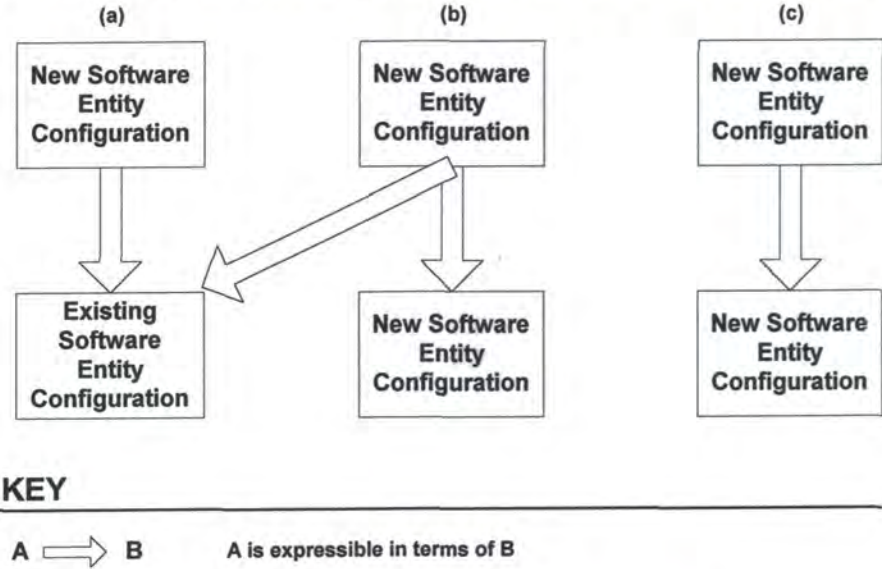 (a)
(b)
(c)
New Software
Entity
Configuration
New Software
Entity
Configuration
New Software
Entity
Configuration
Existing
Software
Entity
Configuration
New Software
Entity
Configuration
New Software
Entity
Configuration
KEY
A B A is expressible in terms of B